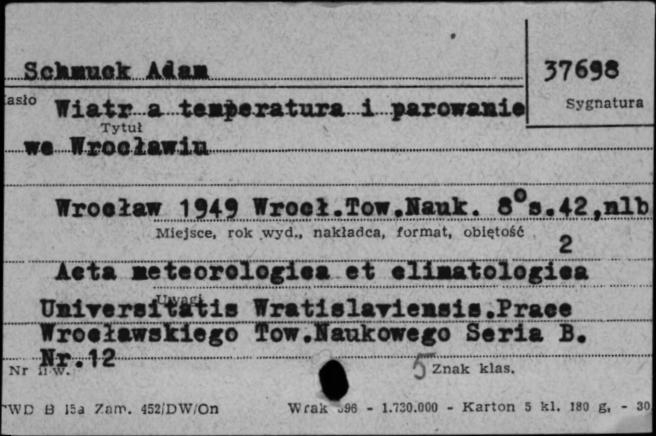 Schmuck Adam
37698
asło
Sygnatura
Wiatr a temperatura i parowanie
Tytuł
we Wrocławiu
Wrocław 1949 Wrocł.Tow.Nauk. 8°s.42,nlb
Miejsce, rok wyd., nakładca, format, objętość
2
Acta meteorologica et climatologica
Uwagi
Universitatis Wratislaviensis.Prace
Wrocławskiego Tow.Naukowego Seria B.
Nr.12
Nr inw.
5 Znak klas.
WD B 15a Zam. 452/DW/On
Wrak 596 - 1.730.000 - Karton 5 kl. 180 g. - 30